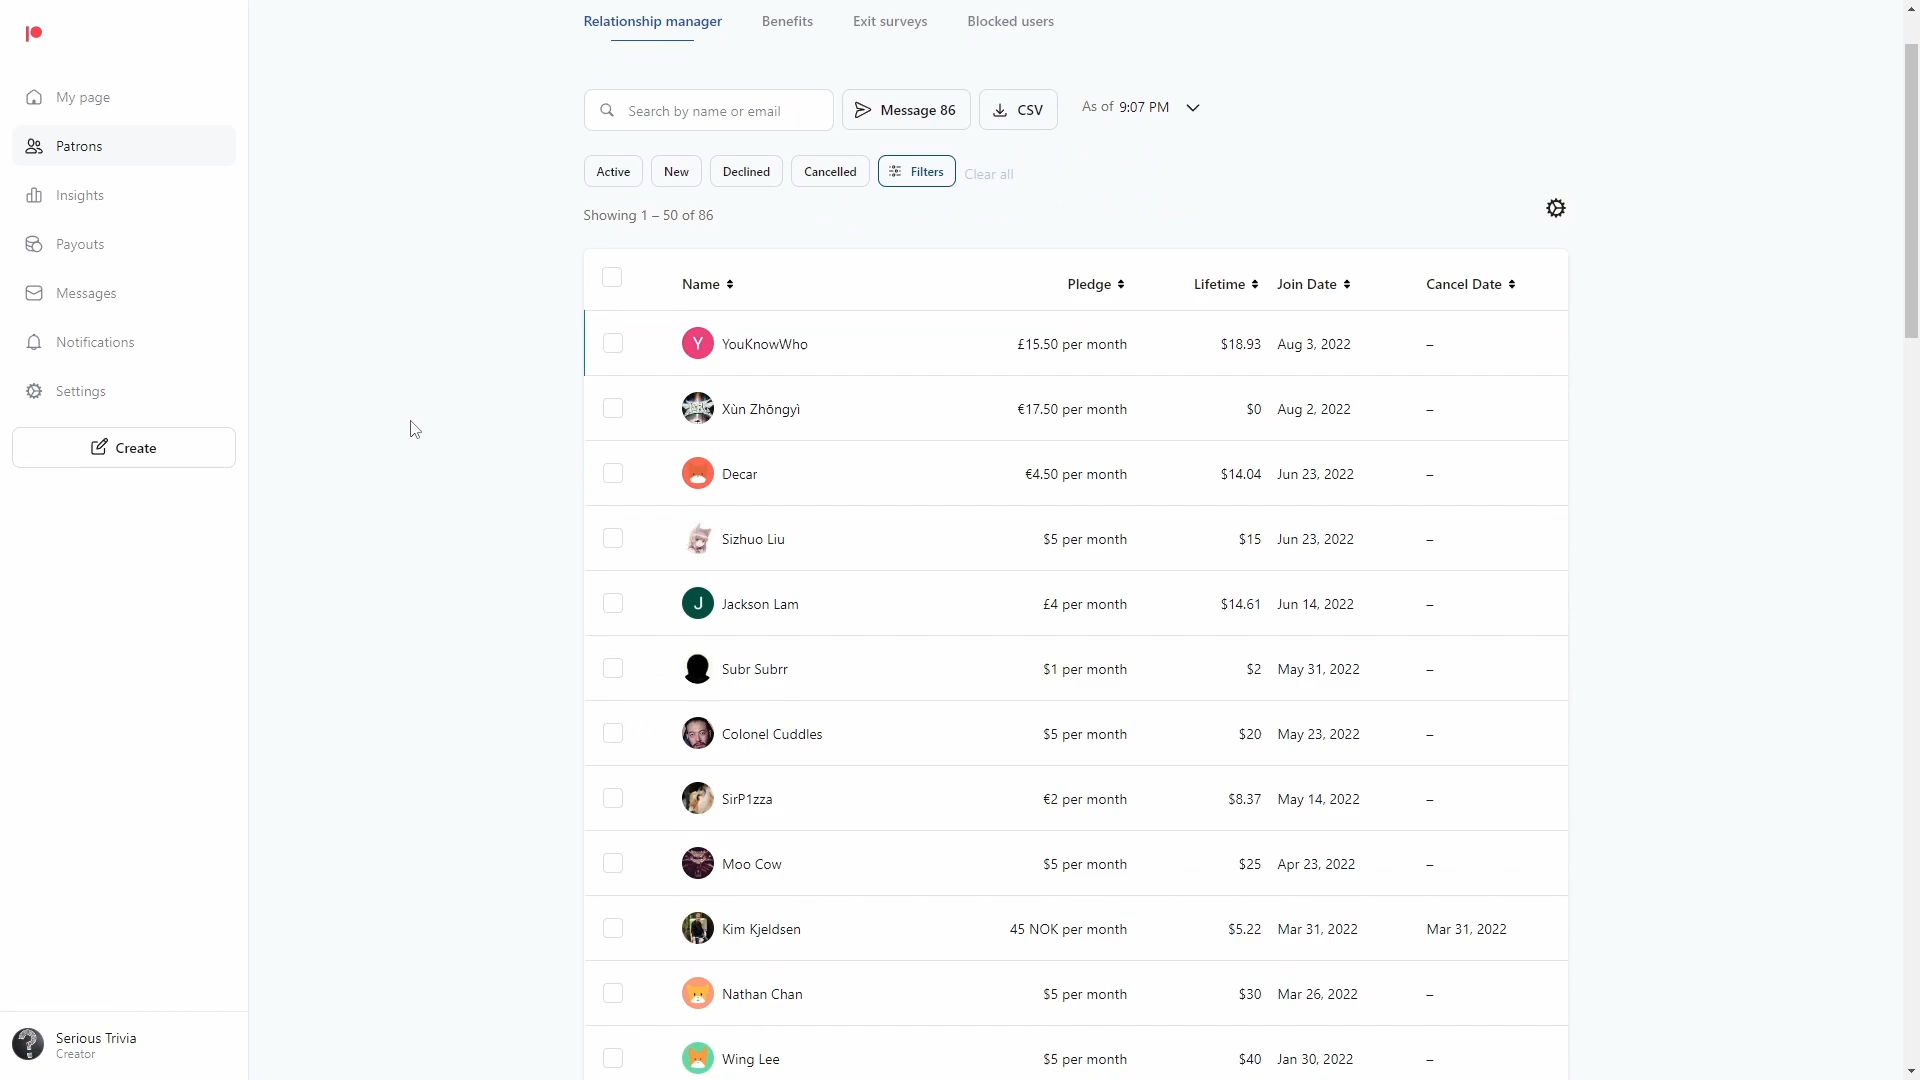 Relationship manager Benefits Exit surveys Blocked users
My page
Patrons
Insights
Payouts
Messages
Notifications
Settings
Create
Search by name or email Message 86 CSV As of 9:07 PM
Active New Declined Cancelled Filters Clear all
Showing 1 – 50 of 86
Name Pledge Lifetime Join Date Cancel Date
Y YouKnowWho £15.50 per month $18.93 Aug 3, 2022 –
Xùn Zhōngyì €17.50 per month $0 Aug 2, 2022 –
Decar €4.50 per month $14.04 Jun 23, 2022 –
Sizhuo Liu $5 per month $15 Jun 23, 2022 –
J Jackson Lam £4 per month $14.61 Jun 14, 2022 –
Subr Subrr $1 per month $2 May 31, 2022 –
Colonel Cuddles $5 per month $20 May 23, 2022 –
SirP1zza €2 per month $8.37 May 14, 2022 –
Moo Cow $5 per month $25 Apr 23, 2022 –
Kim Kjeldsen 45 NOK per month $5.22 Mar 31, 2022 Mar 31, 2022
Nathan Chan $5 per month $30 Mar 26, 2022 –
Wing Lee $5 per month $40 Jan 30, 2022 –
? Serious Trivia
Creator